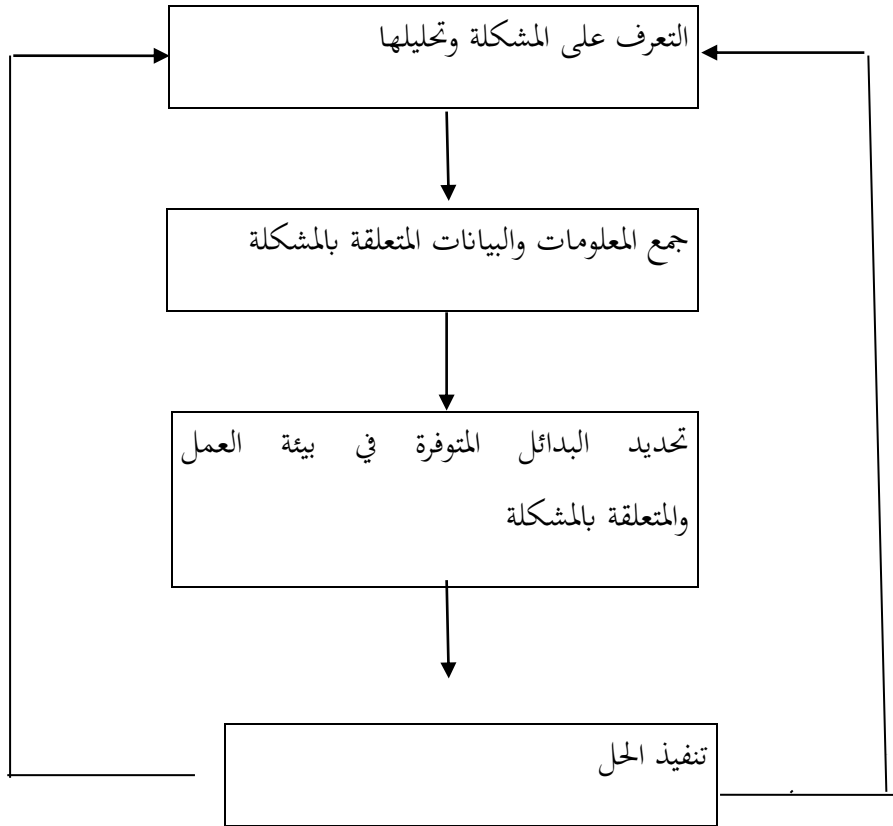 التعرف على المشكلة وتحليلها
جمع المعلومات والبيانات المتعلقة بالمشكلة
تحديد البدائل المتوفرة في بيئة العمل
والمتعلقة بالمشكلة
تنفيذ الحل